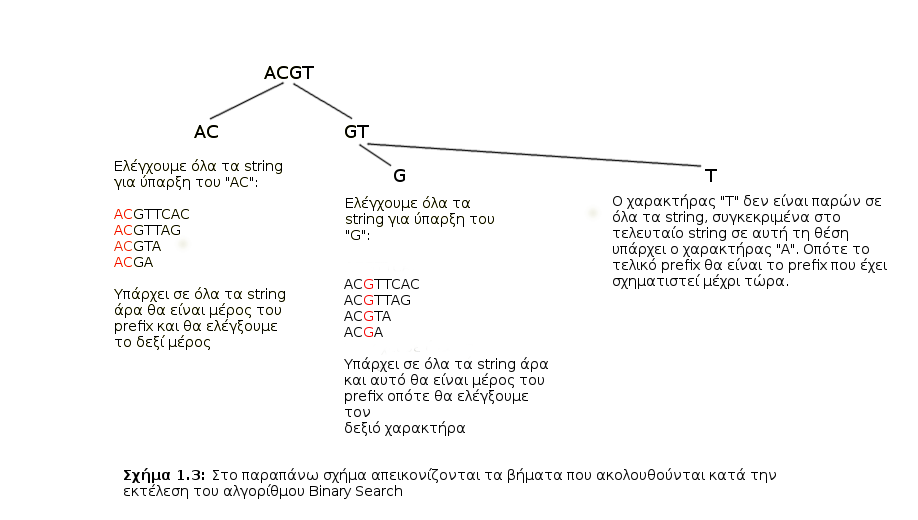 ACGT
AC
GT
G
T
Ελέγχουμε όλα τα string
για ύπαρξη του "AC":
ACGTTCAC
ACGTTAG
ACGTA
ACGA
Υπάρχει σε όλα τα string
άρα θα είναι μέρος του
prefix και θα ελέγξουμε
το δεξί μέρος
Ελέγχουμε όλα τα
string για ύπαρξη του
"G":
ACGTTCAC
ACGTTAG
ACGTA
ACGA
Υπάρχει σε όλα τα string άρα
και αυτό θα είναι μέρος του
prefix οπότε θα ελέγξουμε
τον
δεξιό χαρακτήρα
Ο χαρακτήρας "Τ" δεν είναι παρών σε
όλα τα string, συγκεκριμένα στο
τελευταίο string σε αυτή τη θέση
υπάρχει ο χαρακτήρας "Α". Οπότε το
τελικό prefix θα είναι το prefix που έχει
σχηματιστεί μέχρι τώρα.
Σχήμα 1.3: Στο παραπάνω σχήμα απεικονίζονται τα βήματα που ακολουθούνται κατά την
εκτέλεση του αλγορίθμου Binary Search